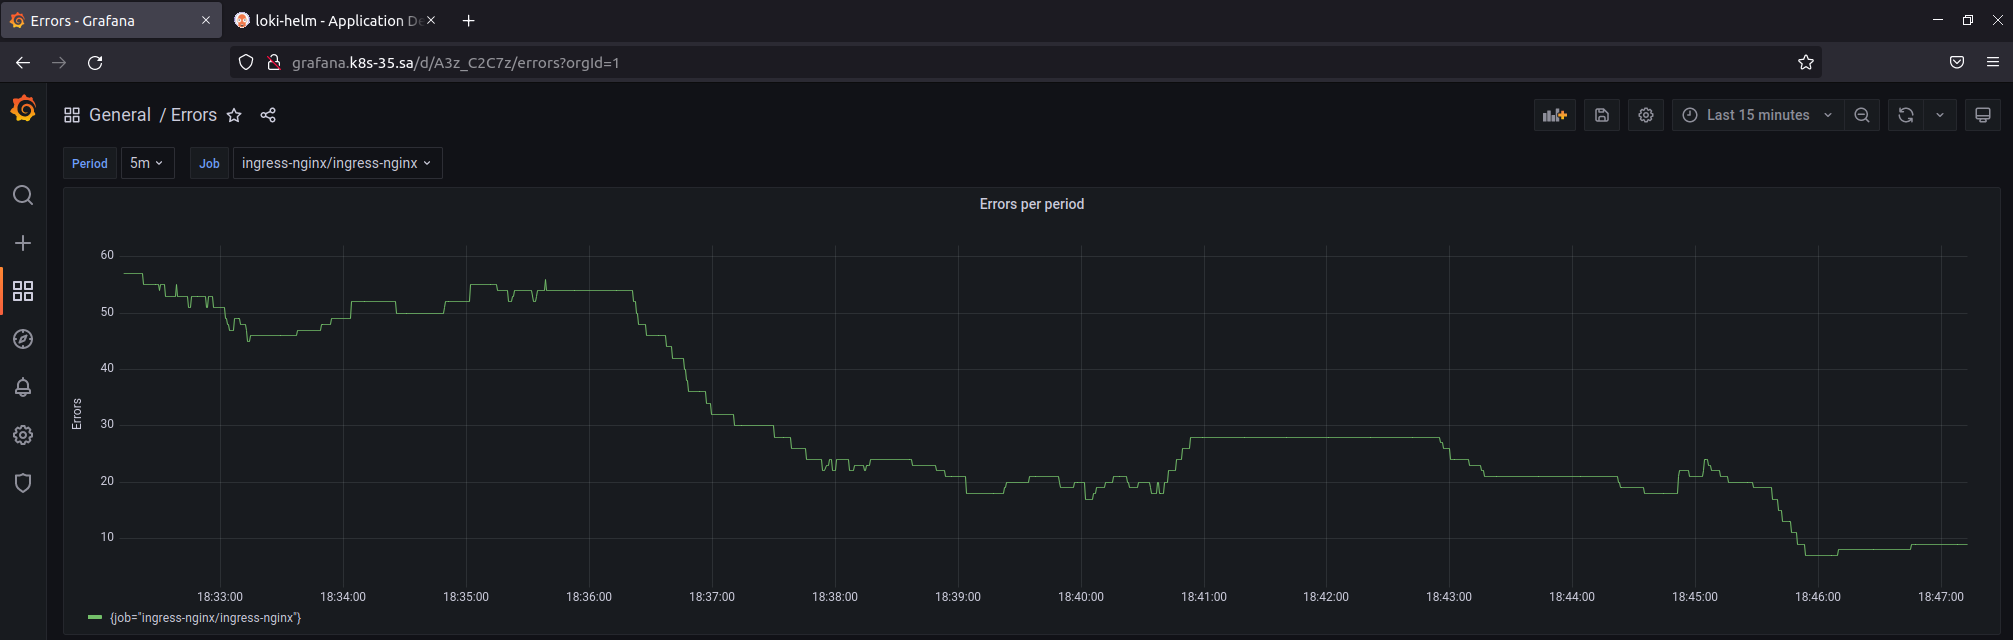 Errors - Grafana
loki-helm - Application De
grafana.k8s-35.sa/d/A3z_C2C7z/errors?orgId=1
General / Errors
Last 15 minutes
Period 5m Job ingress-nginx/ingress-nginx
Errors per period
60
50
40
30
20
10
Errors
18:33:00 18:34:00 18:35:00 18:36:00 18:37:00 18:38:00 18:39:00 18:40:00 18:41:00 18:42:00 18:43:00 18:44:00 18:45:00 18:46:00 18:47:00
{job="ingress-nginx/ingress-nginx"}